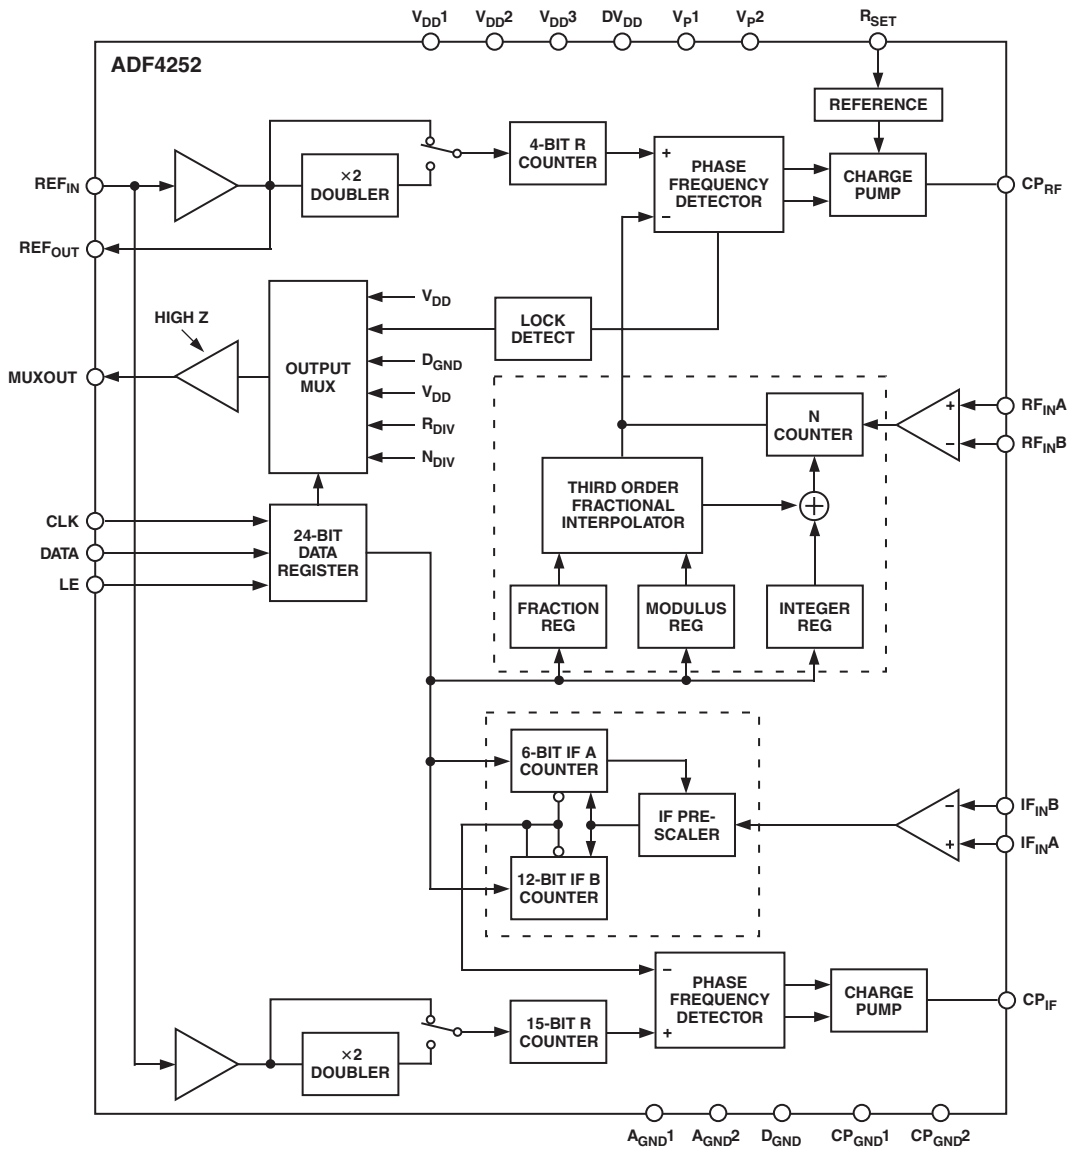 VDD1 VDD2 VDD3 DVDD VP1 VP2 RSET
ADF4252
REFERENCE
4-BIT R
COUNTER
+
PHASE
FREQUENCY
DETECTOR
−
CHARGE
PUMP
CPRF
REFIN
×2
DOUBLER
REFOUT
HIGH Z
MUXOUT
OUTPUT
MUX
VDD
DGND
VDD
RDIV
NDIV
LOCK
DETECT
N
COUNTER
+
−
RFINA
RFINB
THIRD ORDER
FRACTIONAL
INTERPOLATOR
+
CLK
DATA
LE
24-BIT
DATA
REGISTER
FRACTION
REG
MODULUS
REG
INTEGER
REG
6-BIT IF A
COUNTER
IF PRE-
SCALER
12-BIT IF B
COUNTER
−
+
IFINB
IFINA
−
PHASE
FREQUENCY
DETECTOR
+
CHARGE
PUMP
CPIF
15-BIT R
COUNTER
×2
DOUBLER
AGND1 AGND2 DGND CPGND1 CPGND2